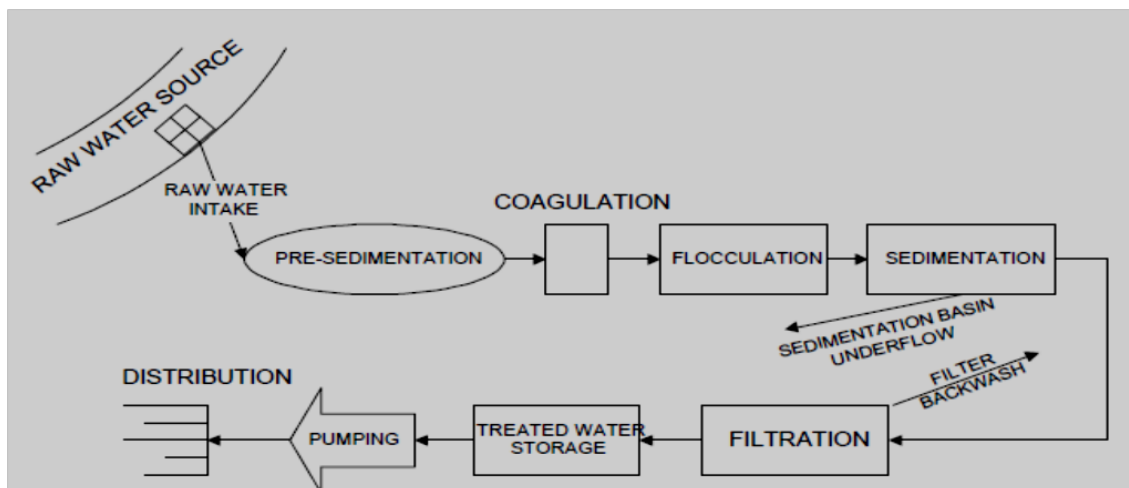 RAW WATER SOURCE
RAW WATER
INTAKE
COAGULATION
PRE-SEDIMENTATION
FLOCCULATION
SEDIMENTATION
SEDIMENTATION BASIN
UNDERFLOW
FILTER
BACKWASH
DISTRIBUTION
PUMPING
TREATED WATER
STORAGE
FILTRATION